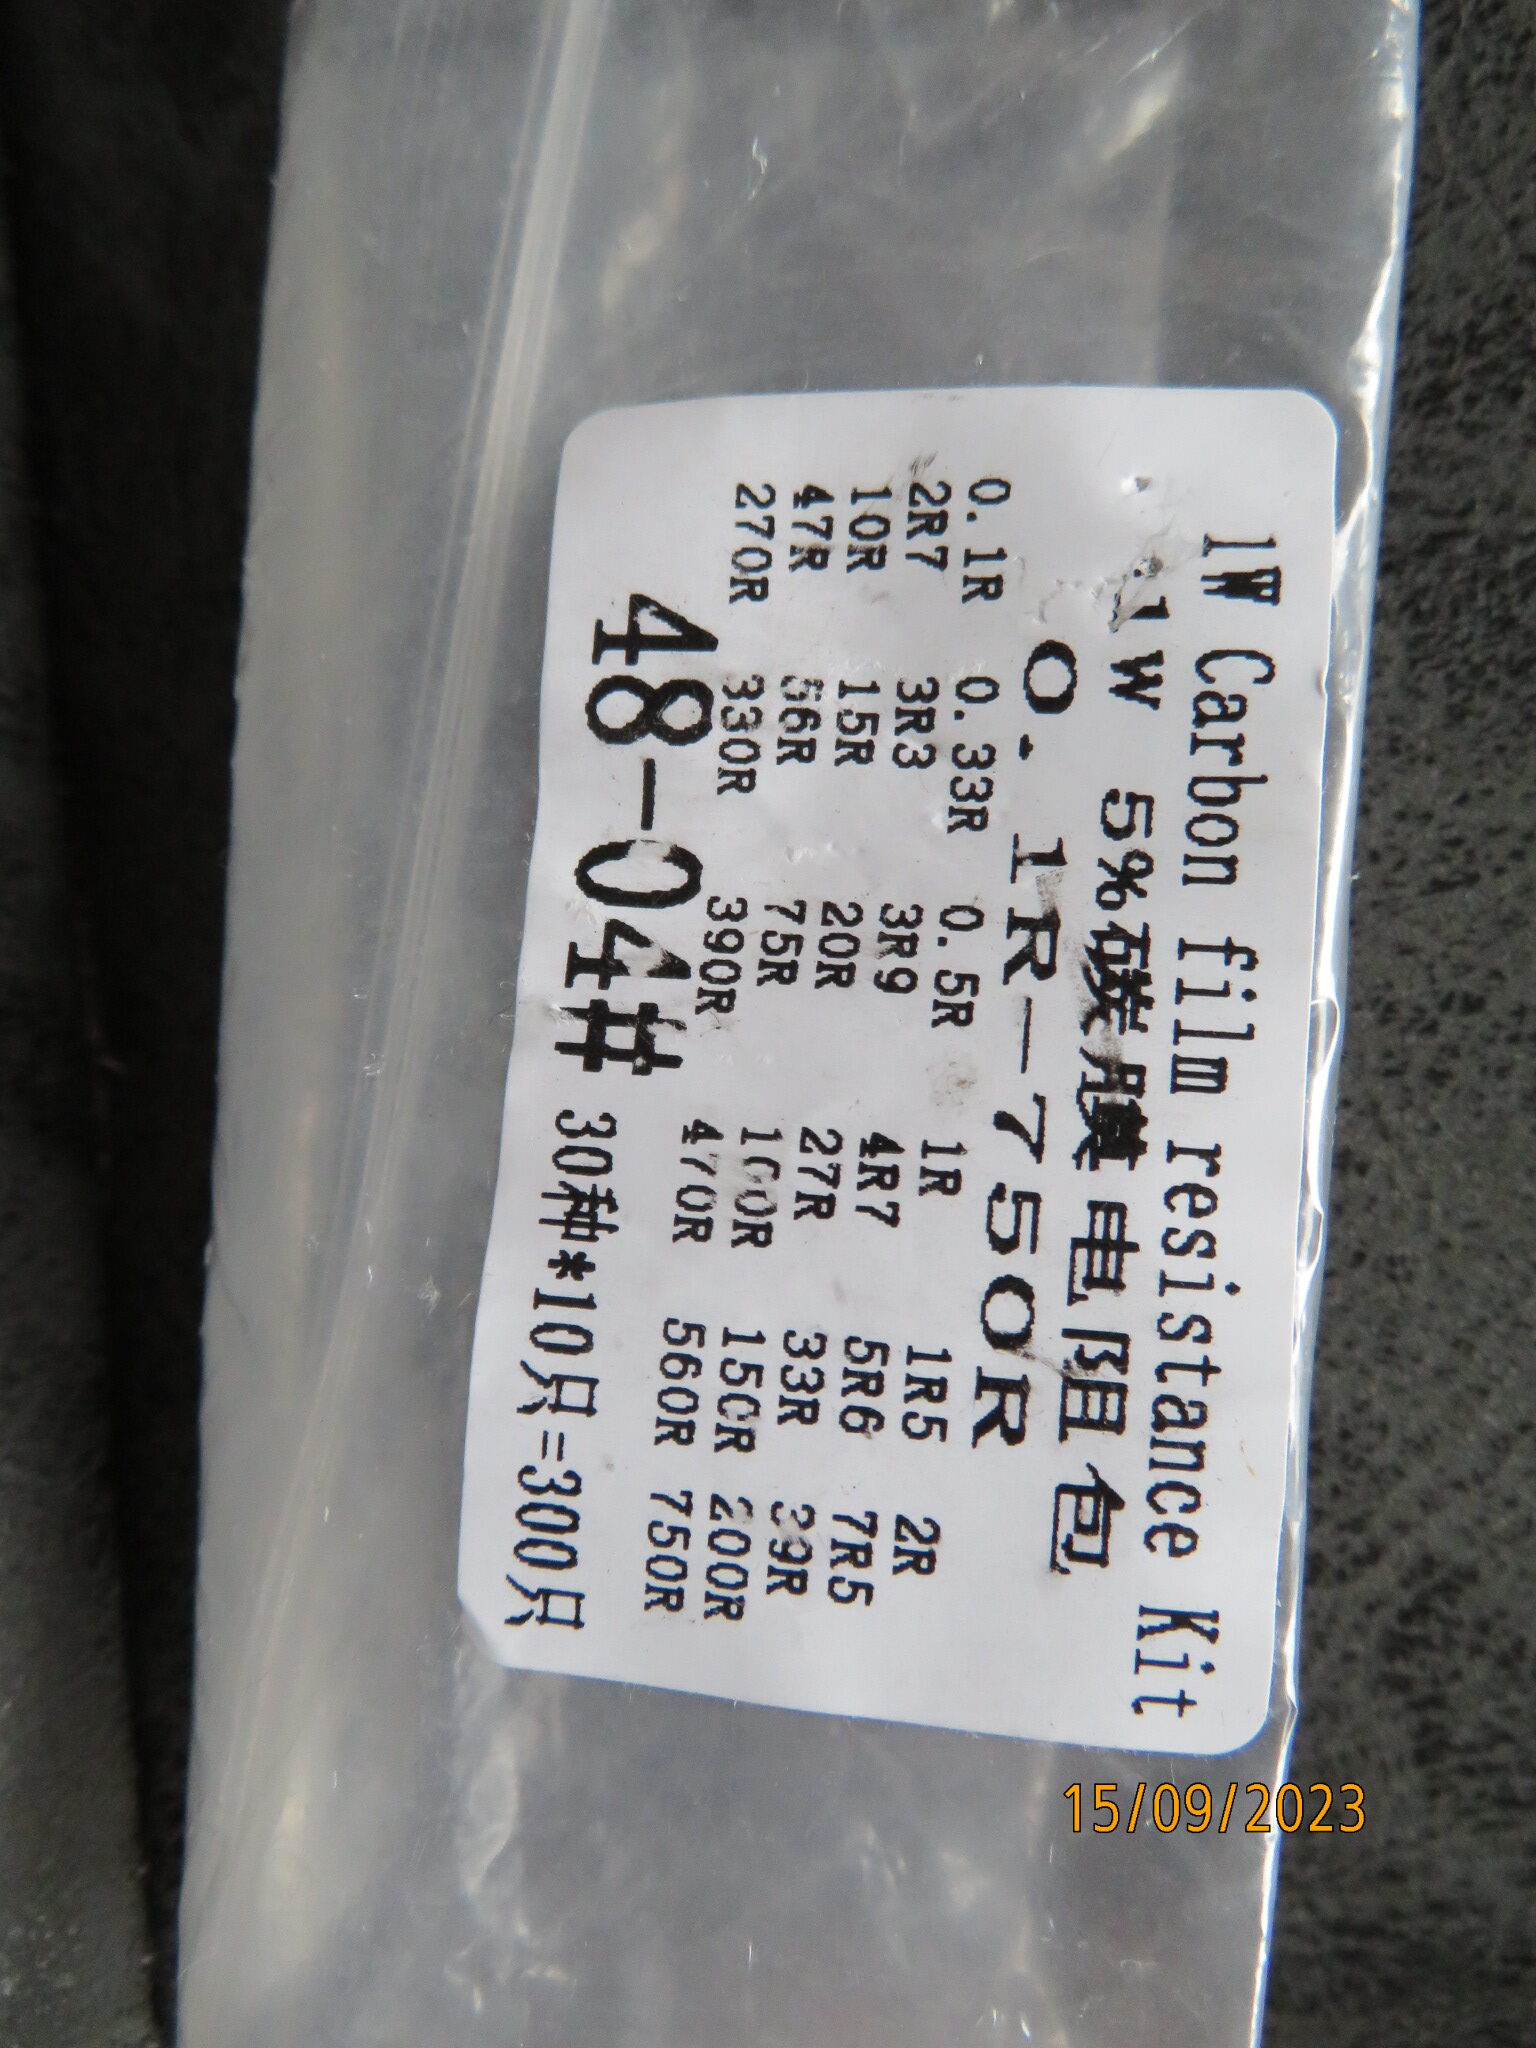 1W Carbon film resistance Kit
1W 5%碳膜电阻包
0.1R-750R
0.1R 0.33R 0.5R 1R 1R5 2R
2R7 3R3 3R9 4R7 5R6 7R5
10R 15R 20R 27R 33R 39R
47R 56R 75R 100R 150R 200R
270R 330R 390R 470R 560R 750R
48-04# 30种*10只=300只
15/09/2023